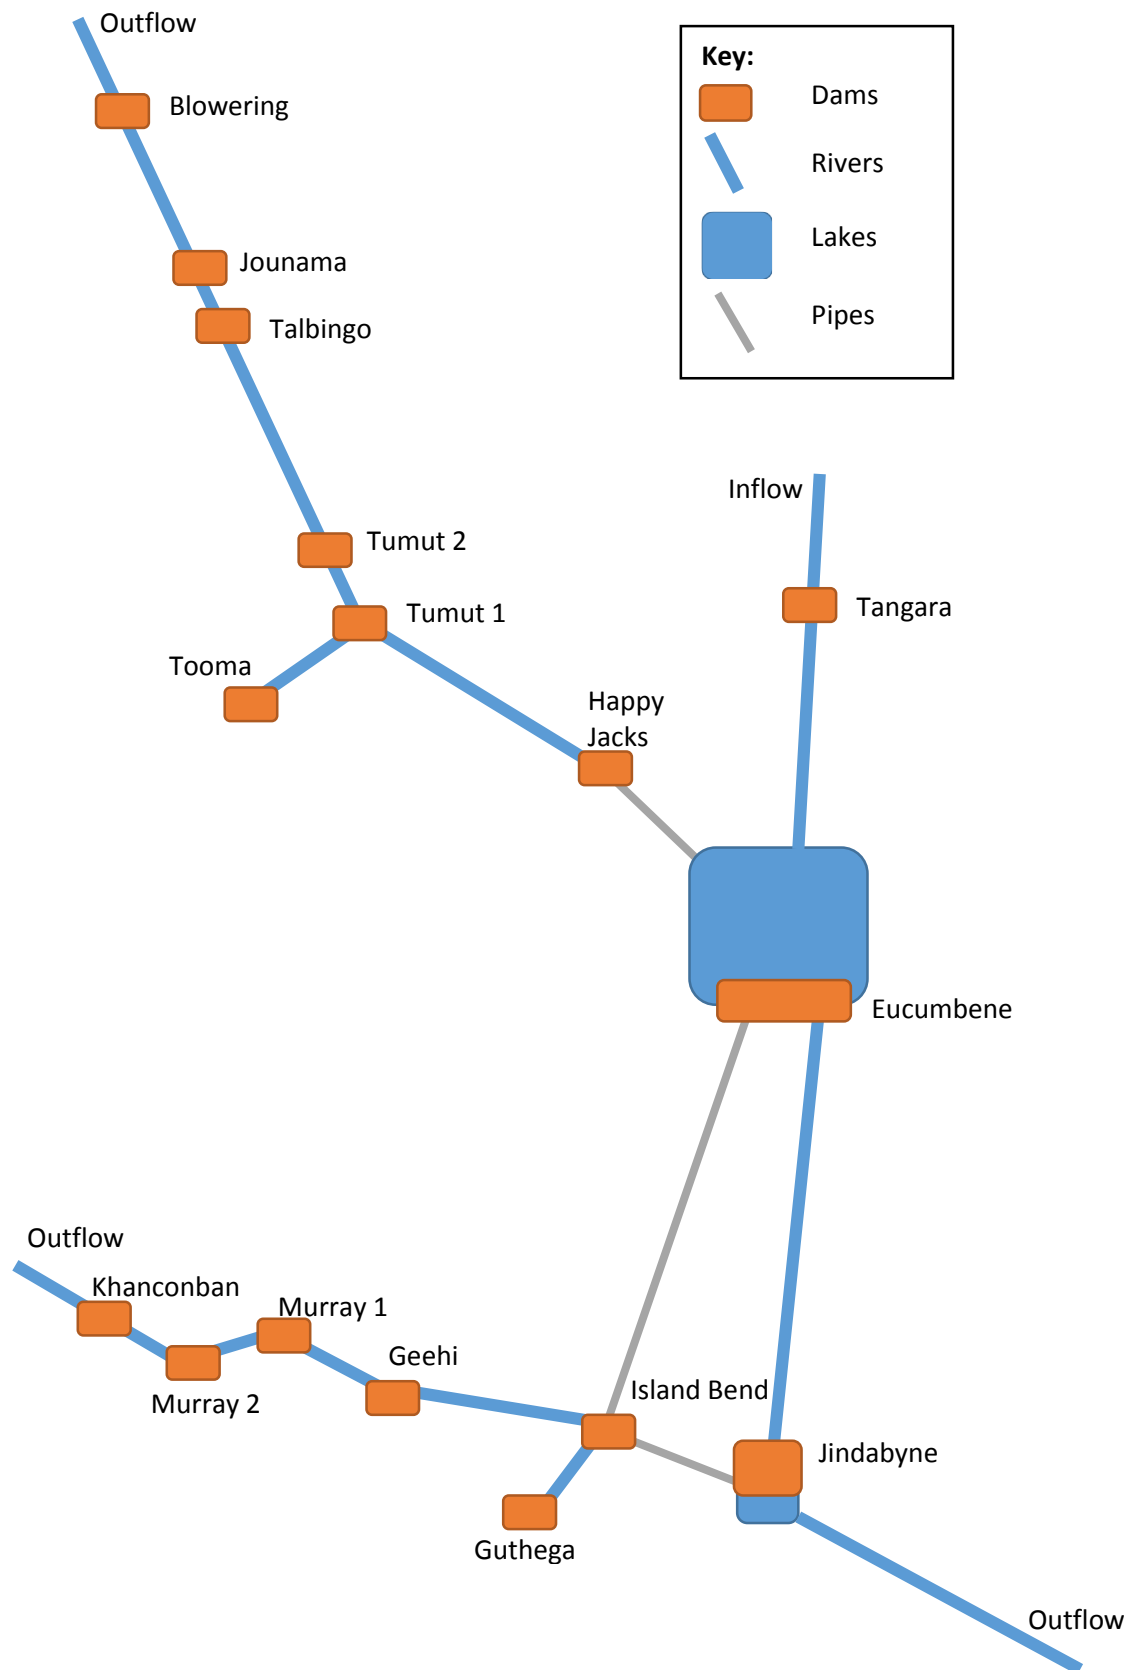 Outflow
Key:
Dams
Blowering
Rivers
Lakes
Jounama
Pipes
Talbingo
Inflow
Tumut 2
Tangara
Tumut 1
Tooma
Happy
Jacks
Eucumbene
Outflow
Khanconban
Murray 1
Geehi
Island Bend
Murray 2
Jindabyne
Guthega
Outflow